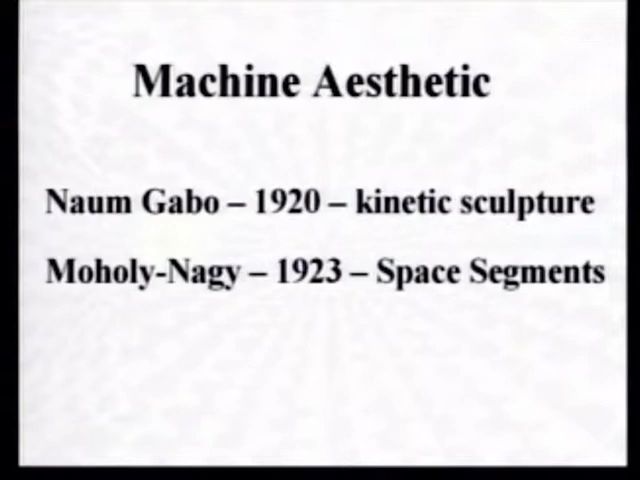 Machine Aesthetic
Naum Gabo – 1920 – kinetic sculpture
Moholy-Nagy – 1923 – Space Segments